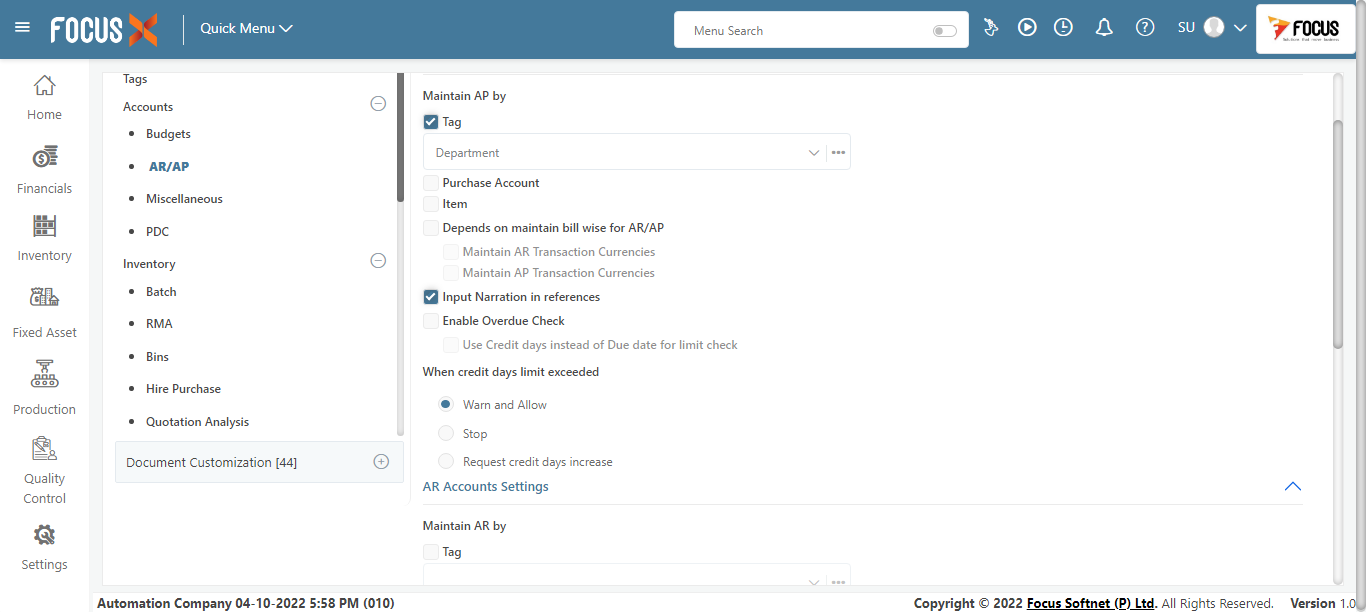 FOCUS X
Quick Menu
Menu Search
SU
FOCUS
Home
Financials
Inventory
Fixed Asset
Production
Quality
Control
Settings
Tags
Accounts
Budgets
AR/AP
Miscellaneous
PDC
Inventory
Batch
RMA
Bins
Hire Purchase
Quotation Analysis
Document Customization [44]
Maintain AP by
Tag
Department
Purchase Account
Item
Depends on maintain bill wise for AR/AP
Maintain AR Transaction Currencies
Maintain AP Transaction Currencies
Input Narration in references
Enable Overdue Check
Use Credit days instead of Due date for limit check
When credit days limit exceeded
Warn and Allow
Stop
Request credit days increase
AR Accounts Settings
Maintain AR by
Tag
Automation Company 04-10-2022 5:58 PM (010)
Copyright © 2022 Focus Softnet (P) Ltd. All Rights Reserved. Version 1.0